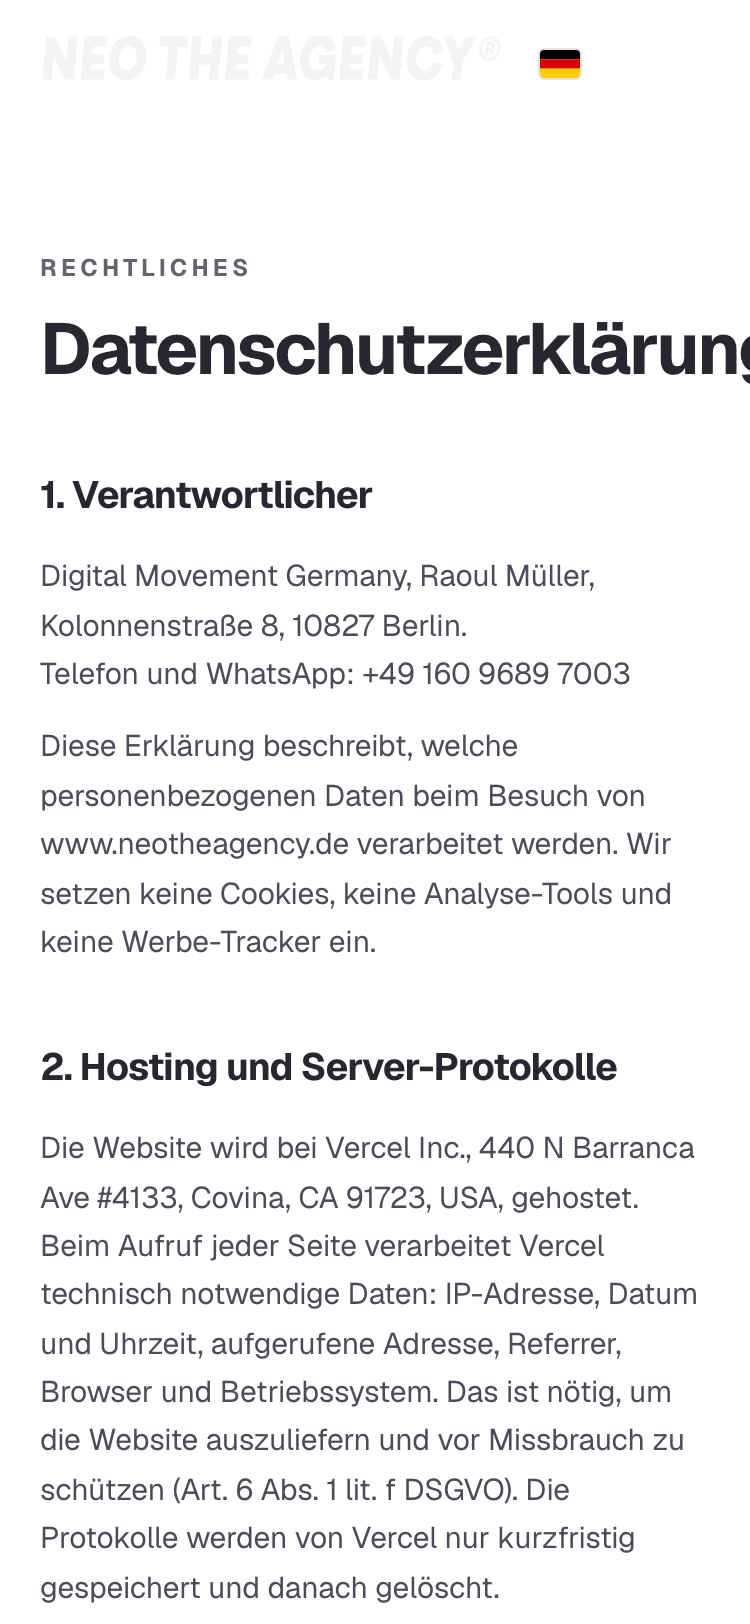 NEO THE AGENCY®
RECHTLICHES
Datenschutzerklärung
1. Verantwortlicher
Digital Movement Germany, Raoul Müller,
Kolonnenstraße 8, 10827 Berlin.
Telefon und WhatsApp: +49 160 9689 7003
Diese Erklärung beschreibt, welche
personenbezogenen Daten beim Besuch von
www.neotheagency.de verarbeitet werden. Wir
setzen keine Cookies, keine Analyse-Tools und
keine Werbe-Tracker ein.
2. Hosting und Server-Protokolle
Die Website wird bei Vercel Inc., 440 N Barranca
Ave #4133, Covina, CA 91723, USA, gehostet.
Beim Aufruf jeder Seite verarbeitet Vercel
technisch notwendige Daten: IP-Adresse, Datum
und Uhrzeit, aufgerufene Adresse, Referrer,
Browser und Betriebssystem. Das ist nötig, um
die Website auszuliefern und vor Missbrauch zu
schützen (Art. 6 Abs. 1 lit. f DSGVO). Die
Protokolle werden von Vercel nur kurzfristig
gespeichert und danach gelöscht.